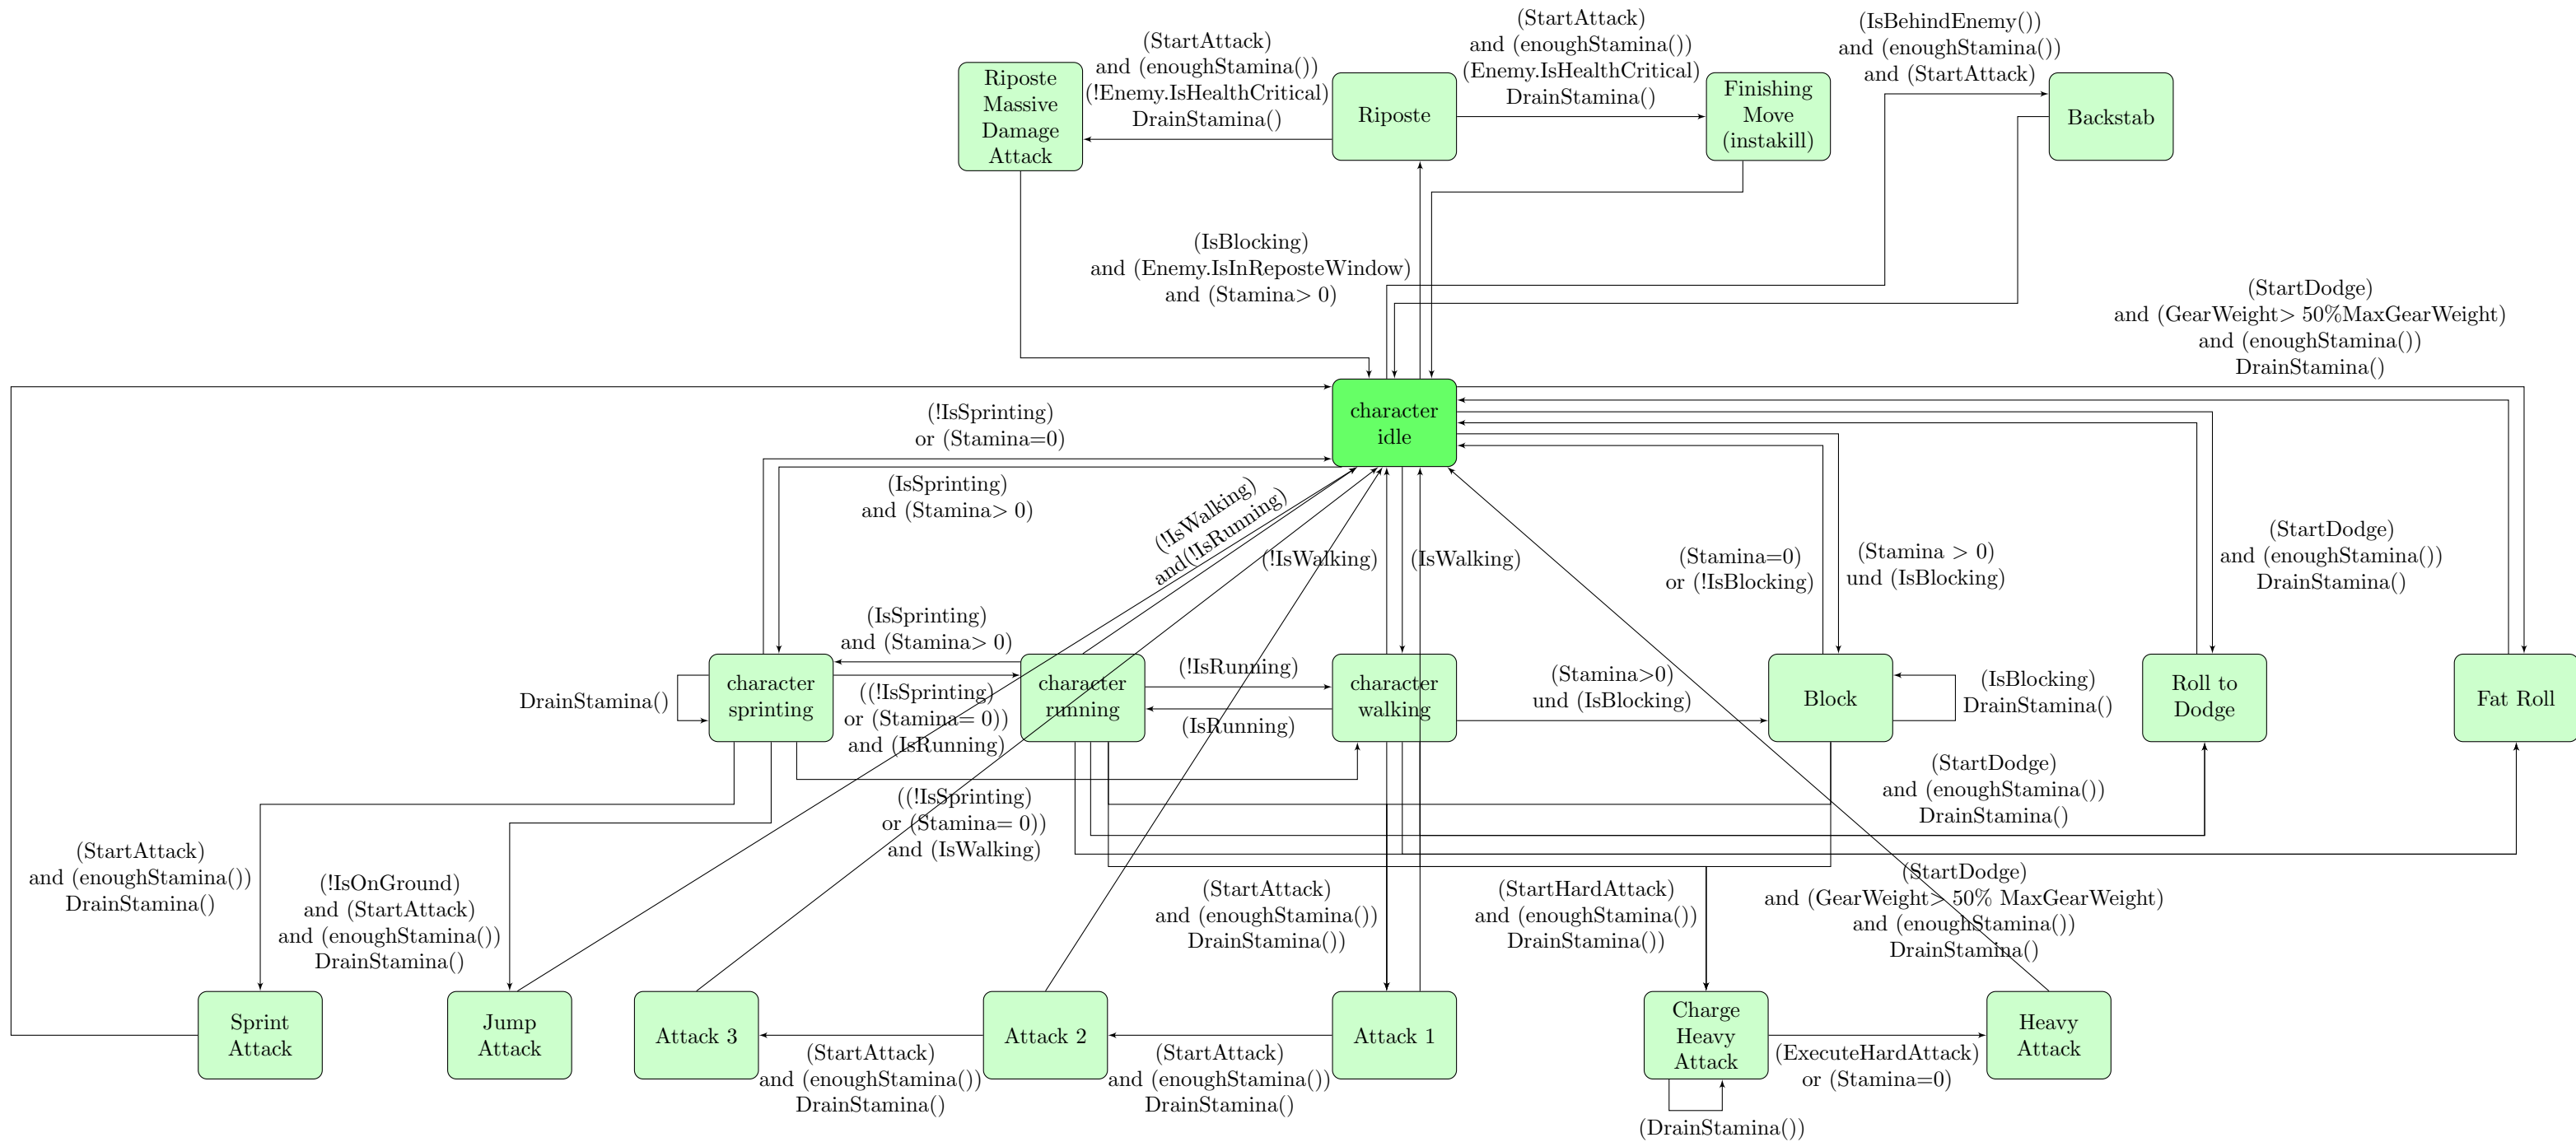 (StartAttack)
and (enoughStamina())
(!Enemy.IsHealthCritical)
DrainStamina()
(StartAttack)
and (enoughStamina())
(Enemy.IsHealthCritical)
DrainStamina()
(IsBehindEnemy())
and (enoughStamina())
and (StartAttack)
Riposte
Massive
Damage
Attack
Riposte
Finishing
Move
(instakill)
Backstab
(IsBlocking)
and (Enemy.IsInReposteWindow)
and (Stamina> 0)
(StartDodge)
and (GearWeight> 50%MaxGearWeight)
and (enoughStamina())
DrainStamina()
character
idle
(!IsSprinting)
or (Stamina=0)
(IsSprinting)
and (Stamina> 0)
(!IsWalking)
and(!IsRunning)
(!IsWalking)
(IsWalking)
(Stamina=0)
or (!IsBlocking)
(Stamina > 0)
und (IsBlocking)
(StartDodge)
and (enoughStamina())
DrainStamina()
(IsSprinting)
and (Stamina> 0)
DrainStamina()
character
sprinting
((!IsSprinting)
or (Stamina= 0))
and (IsRunning)
character
running
(!IsRunning)
(IsRunning)
character
walking
(Stamina>0)
und (IsBlocking)
Block
(IsBlocking)
DrainStamina()
Roll to
Dodge
Fat Roll
(StartDodge)
and (enoughStamina())
DrainStamina()
((!IsSprinting)
or (Stamina= 0))
and (IsWalking)
(StartAttack)
and (enoughStamina())
DrainStamina()
(!IsOnGround)
and (StartAttack)
and (enoughStamina())
DrainStamina()
(StartAttack)
and (enoughStamina())
DrainStamina())
(StartHardAttack)
and (enoughStamina())
DrainStamina())
(StartDodge)
and (GearWeight> 50% MaxGearWeight)
and (enoughStamina())
DrainStamina()
Sprint
Attack
Jump
Attack
Attack 3
(StartAttack)
and (enoughStamina())
DrainStamina()
Attack 2
(StartAttack)
and (enoughStamina())
DrainStamina()
Attack 1
Charge
Heavy
Attack
(ExecuteHardAttack)
or (Stamina=0)
Heavy
Attack
(DrainStamina())